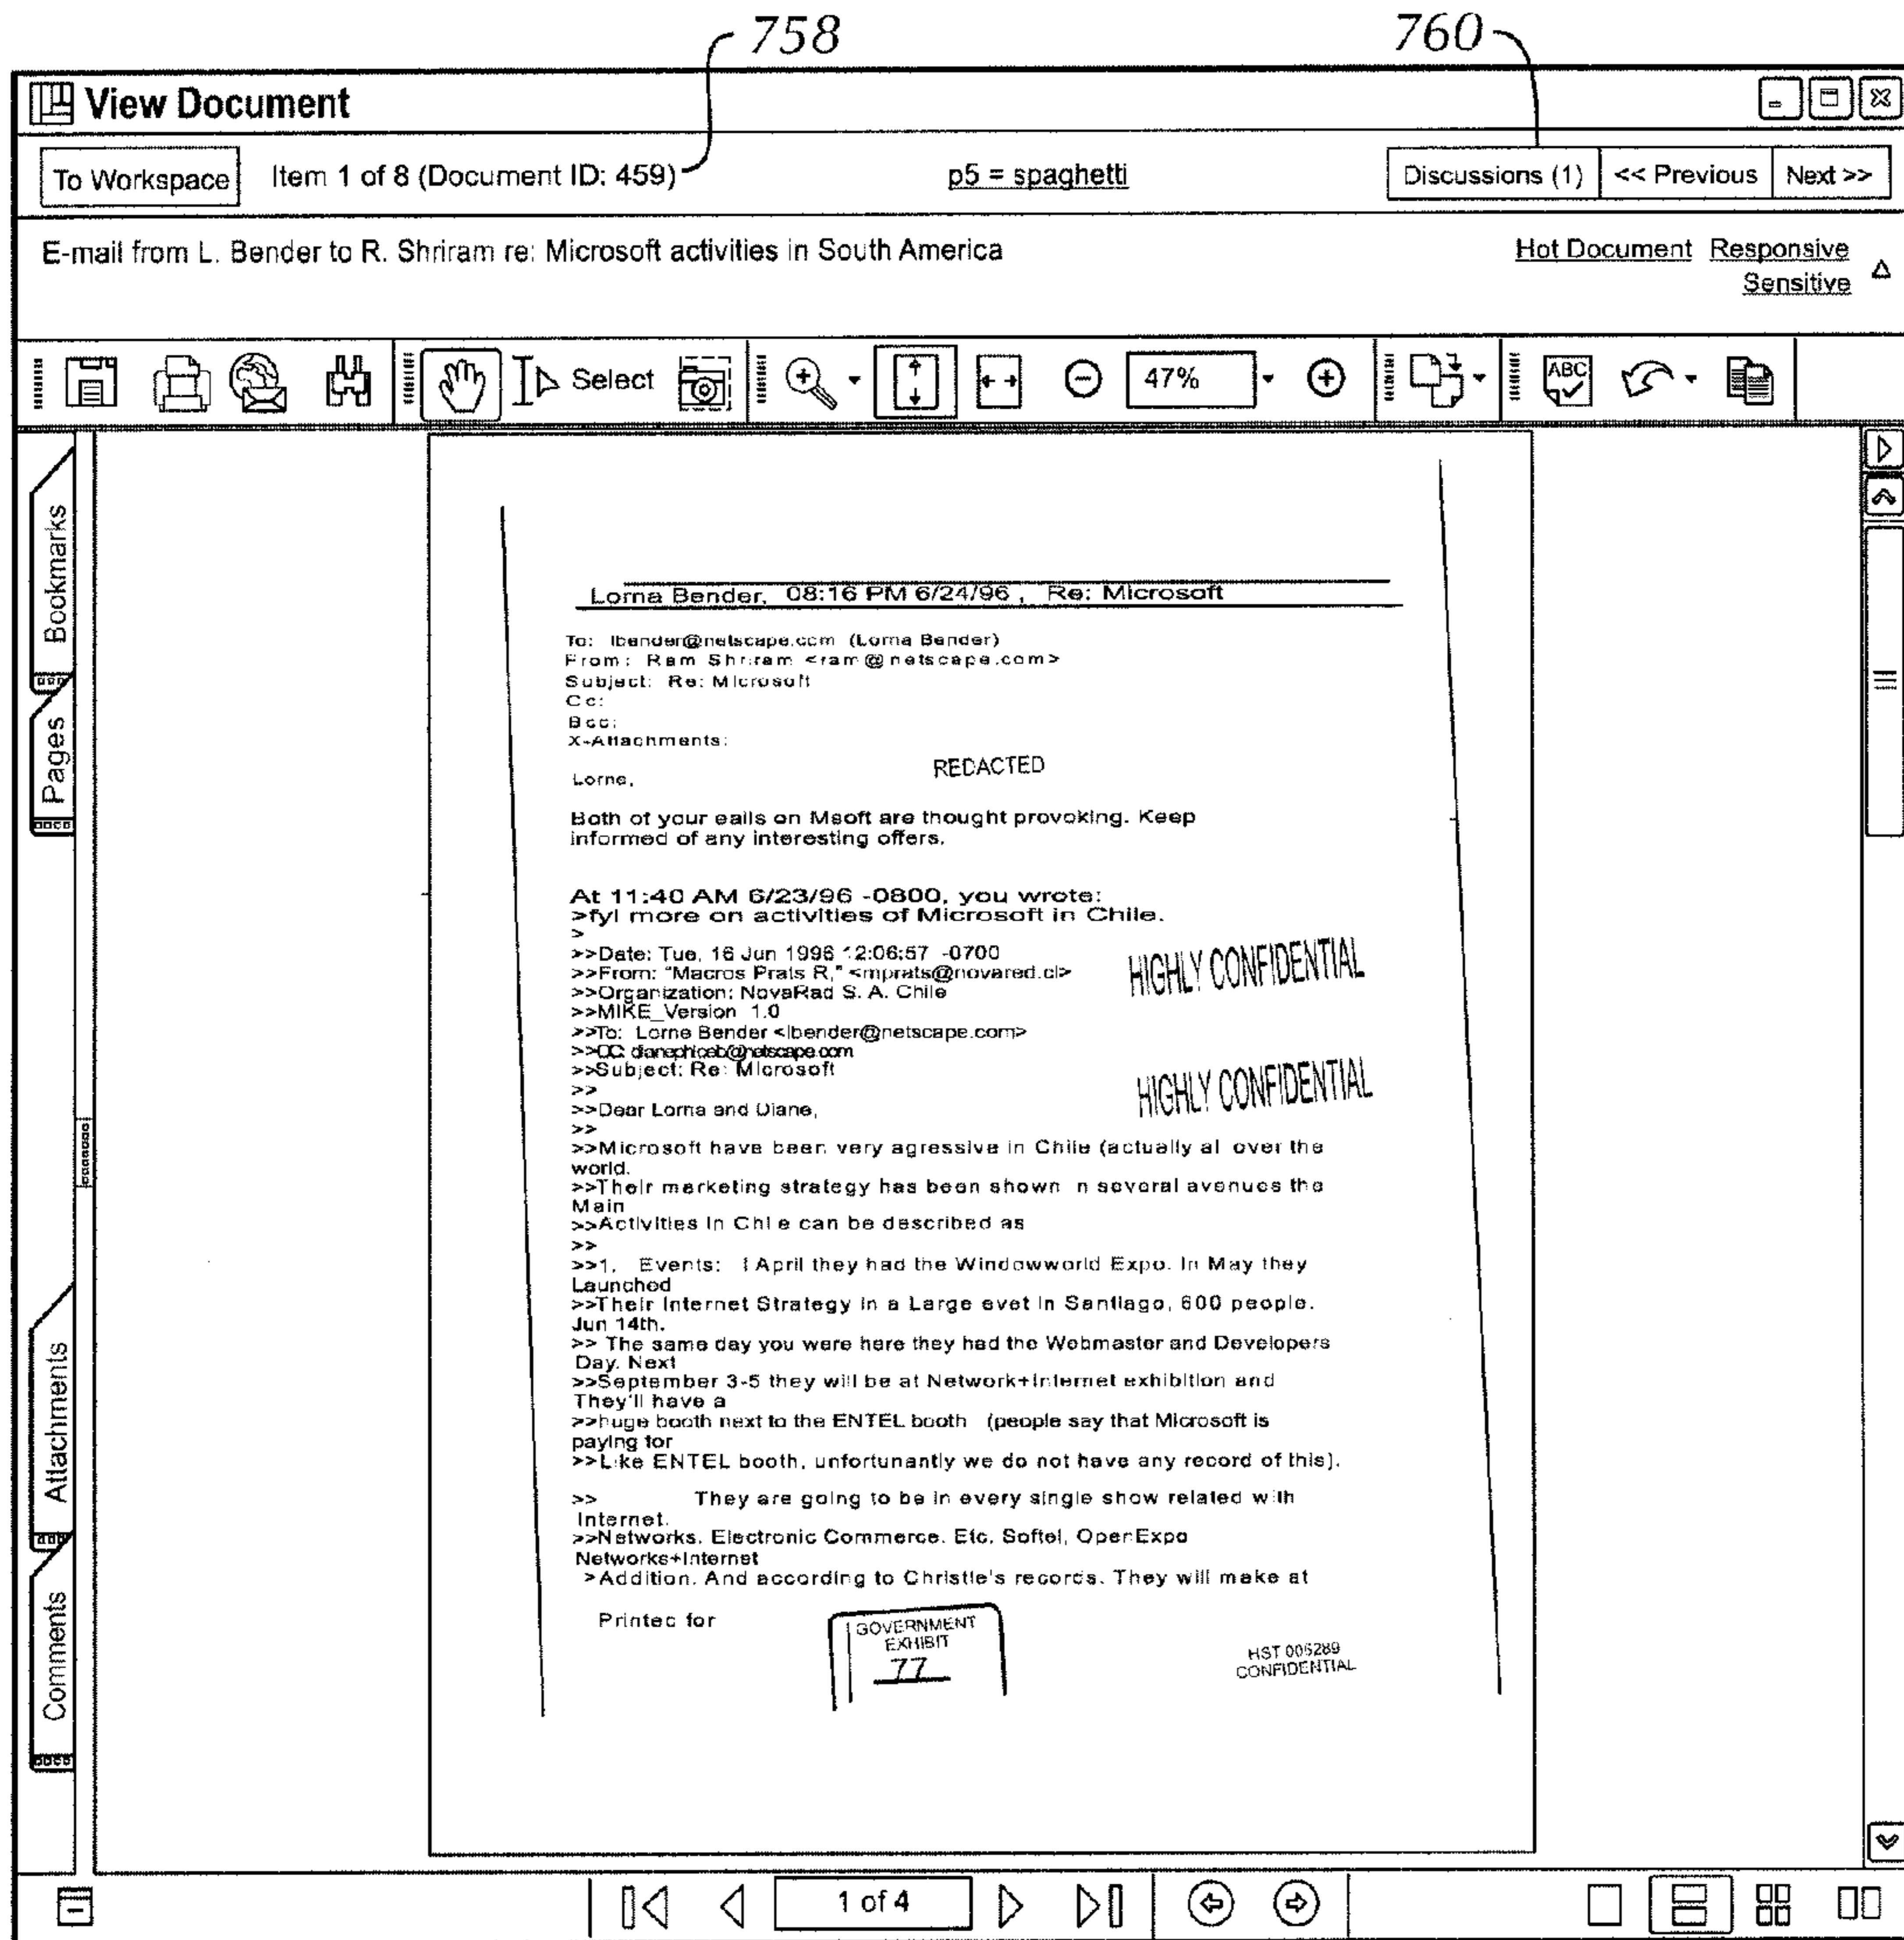 758
760
View Document
To Workspace
Item 1 of 8 (Document ID: 459)
p5 = spaghetti
Discussions (1)
<< Previous
Next >>
E-mail from L. Bender to R. Shriram re: Microsoft activities in South America
Hot Document Responsive
Sensitive
Select
47%
ABC
Bookmarks
Pages
Attachments
Comments
Lorna Bender, 08:16 PM 6/24/96 , Re: Microsoft
To: lbender@netscape.com (Lorna Bender)
From: Ram Shriram <ram@netscape.com>
Subject: Re: Microsoft
Cc:
Bcc:
X-Attachments:
REDACTED
Lorne,
Both of your eails on Msoft are thought provoking. Keep
informed of any interesting offers.
At 11:40 AM 6/23/96 -0800, you wrote:
>fyI more on activities of Microsoft in Chile.
>
>>Date: Tue, 16 Jun 1996 12:06:57 -0700
>>From: "Macros Prats R," <mprats@novared.cl>
>>Organization: NovaRad S. A. Chile
>>MIKE_Version 1.0
>>To: Lorne Bender <lbender@netscape.com>
>>CC:
>>Subject: Re: Microsoft
>>
>>Dear Lorna and Diane,
>>
HIGHLY CONFIDENTIAL
HIGHLY CONFIDENTIAL
>>Microsoft have been very agressive in Chile (actually al over the
world.
>>Their marketing strategy has been shown n several avenues the
Main
>>Activities in Chi e can be described as
>>
>>1. Events: I April they had the Windowworld Expo. In May they
Launched
>>Their Internet Strategy in a Large evet in Santiago, 600 people.
Jun 14th.
>> The same day you were here they had the Webmaster and Developers
Day. Next
>>September 3-5 they will be at Network+Internet exhibition and
They'll have a
>>huge booth next to the ENTEL booth (people say that Microsoft is
paying for
>>Like ENTEL booth, unfortunantly we do not have any record of this).
>> They are going to be in every single show related with
Internet.
>>Networks. Electronic Commerce. Etc. Softel, OpenExpo
Networks+Internet
>Addition. And according to Christie's records. They will make at
Printed for
GOVERNMENT
EXHIBIT
77
HST 005289
CONFIDENTIAL
1 of 4